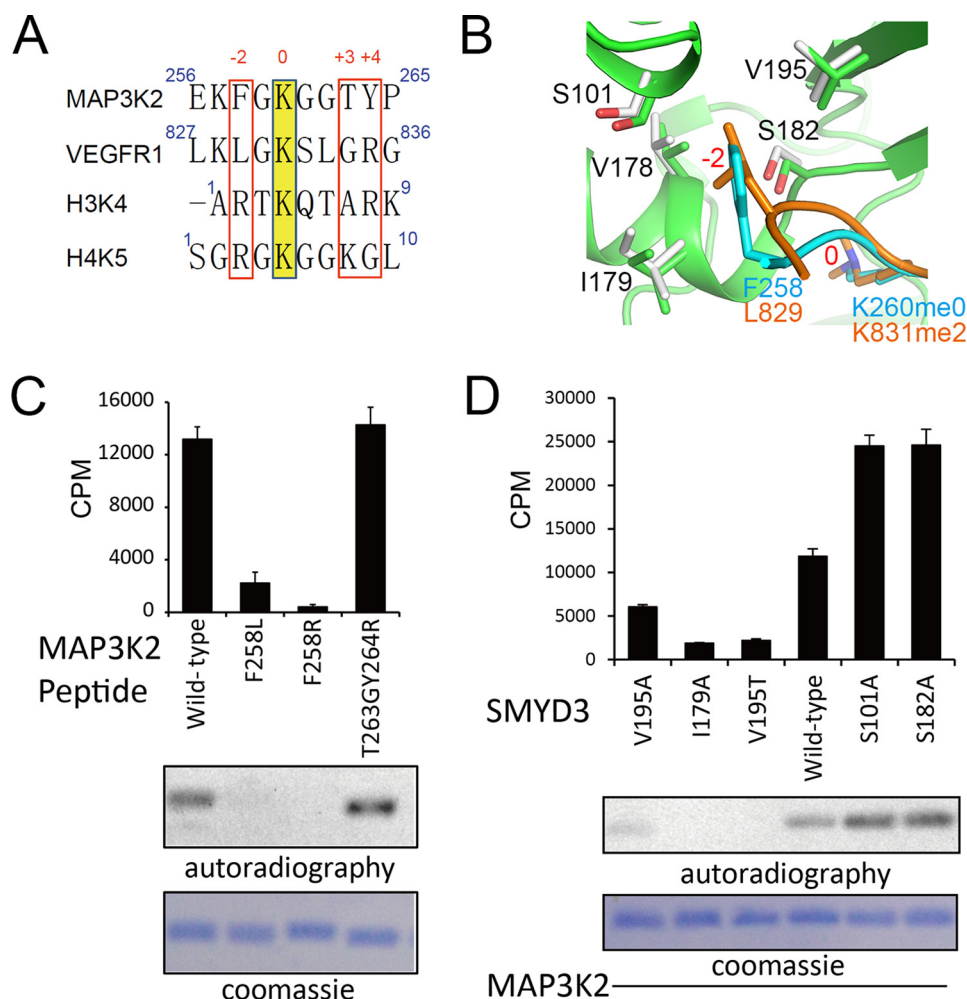 A
-2 0 +3 +4
256 265
MAP3K2 EKFGKGGTYP
827 836
VEGFR1 LKLGKSLGRG
1 9
H3K4 –ARTKQTARK
1 10
H4K5 SGRGKGGKGL
B
V195
S101
S182
V178
-2
I179
0
F258
L829
K260me0
K831me2
C
16000
12000
8000
4000
0
CPM
MAP3K2
Peptide
Wild-type
F258L
F258R
T263GY264R
autoradiography
coomassie
D
30000
25000
20000
15000
10000
5000
0
CPM
SMYD3
V195A
I179A
V195T
Wild-type
S101A
S182A
autoradiography
coomassie
MAP3K2